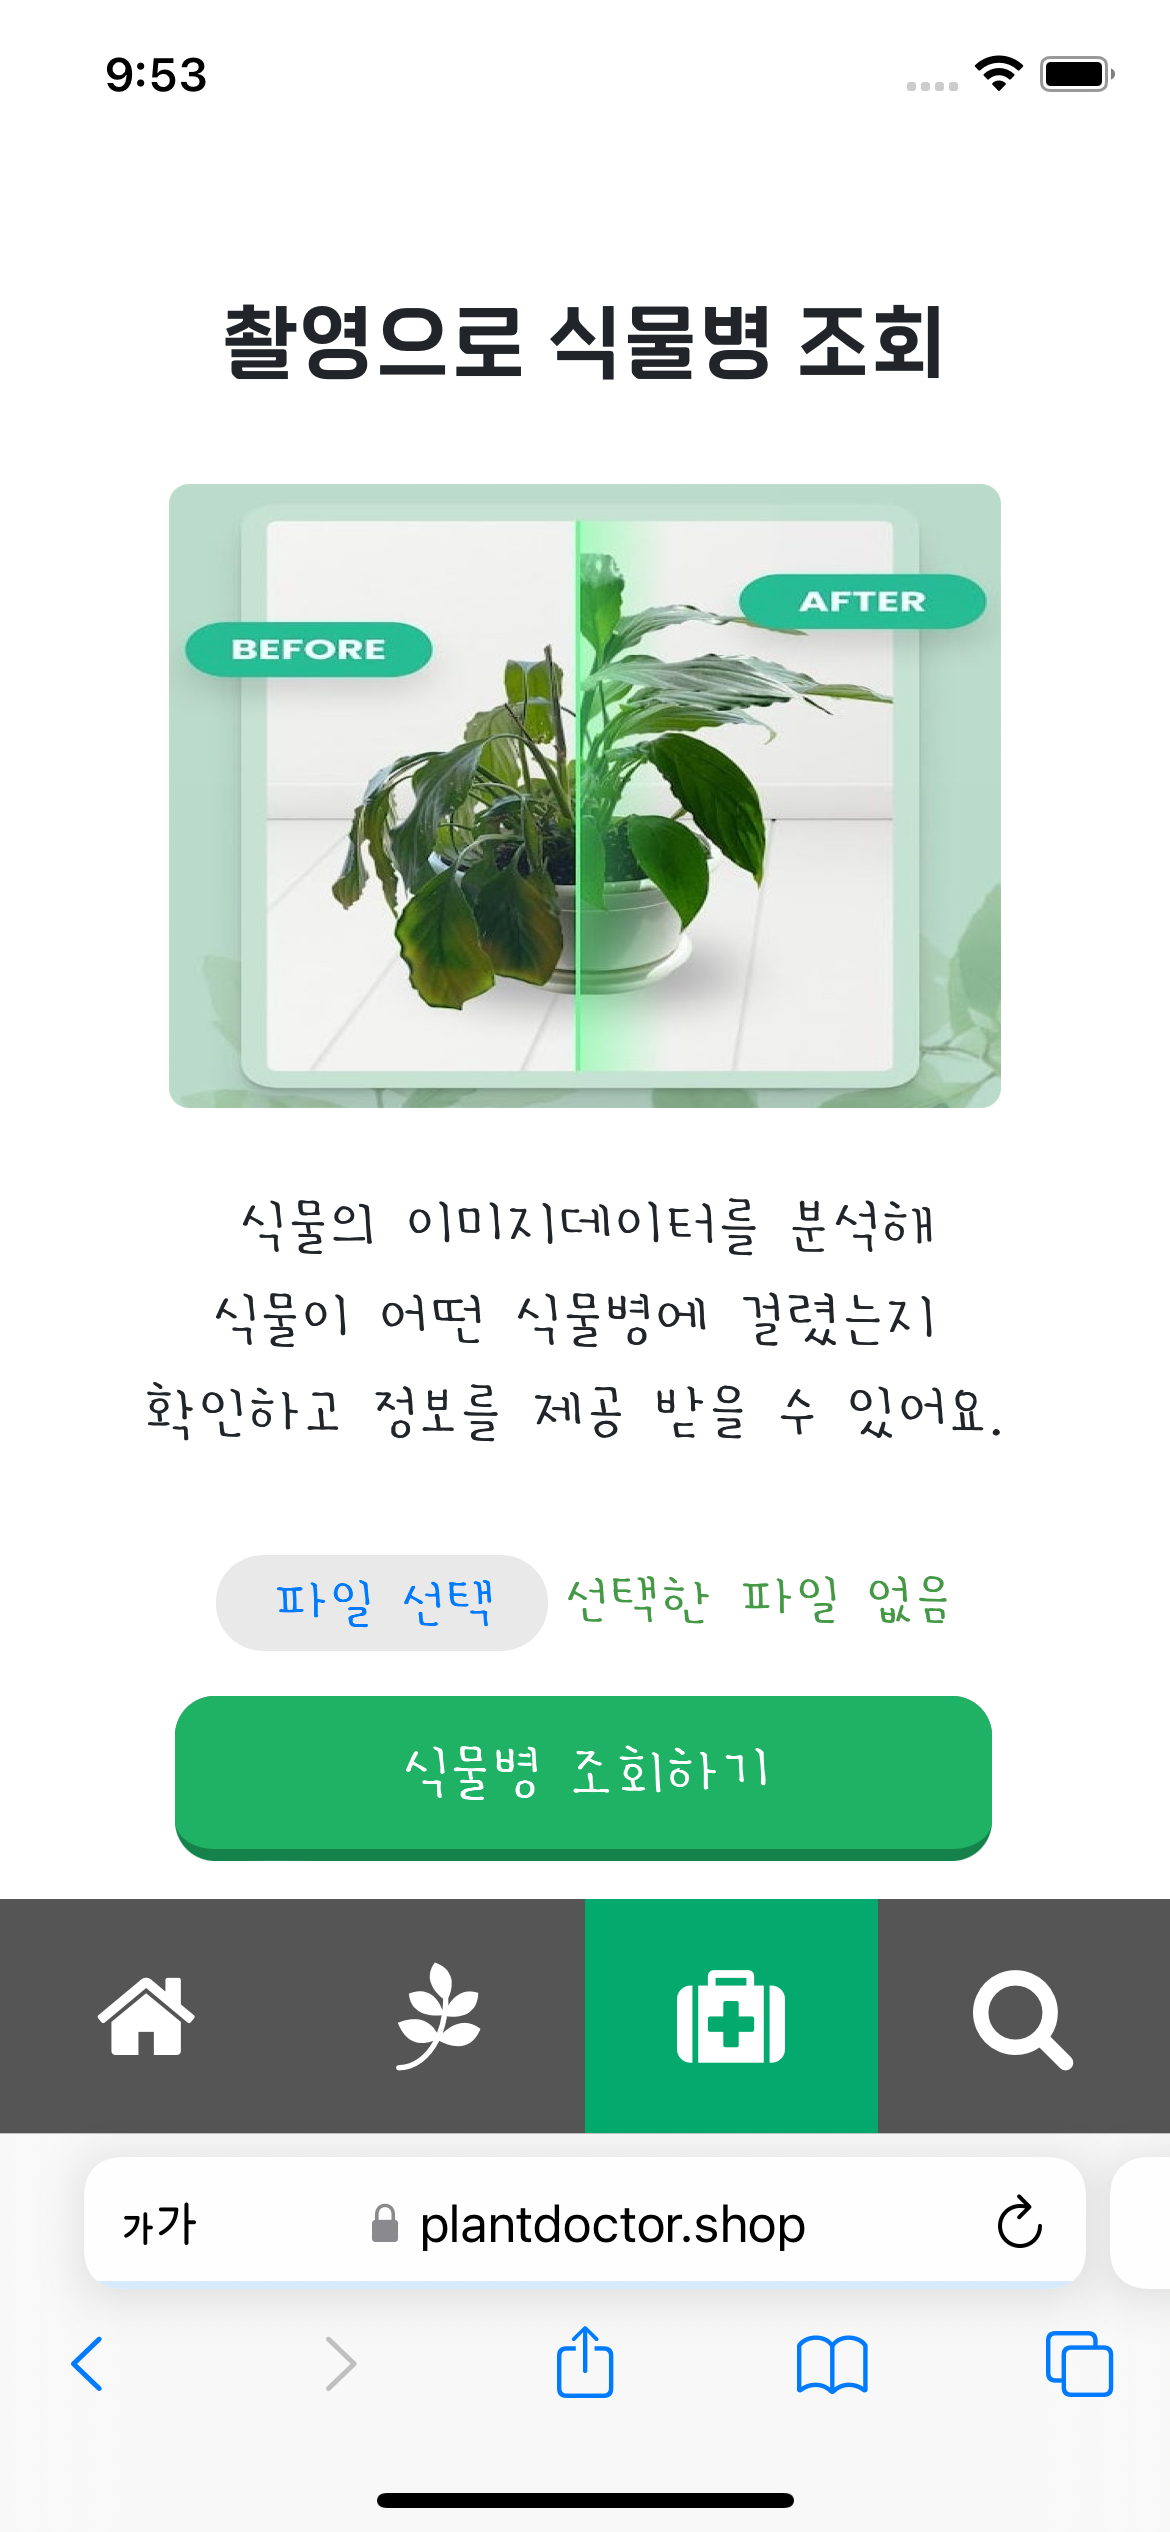 9:53
촬영으로 식물병 조회
BEFORE
AFTER
식물의 이미지데이터를 분석해
식물이 어떤 식물병에 걸렸는지
확인하고 정보를 제공 받을 수 있어요.
파일 선택 선택한 파일 없음
식물병 조회하기
가가 plantdoctor.shop